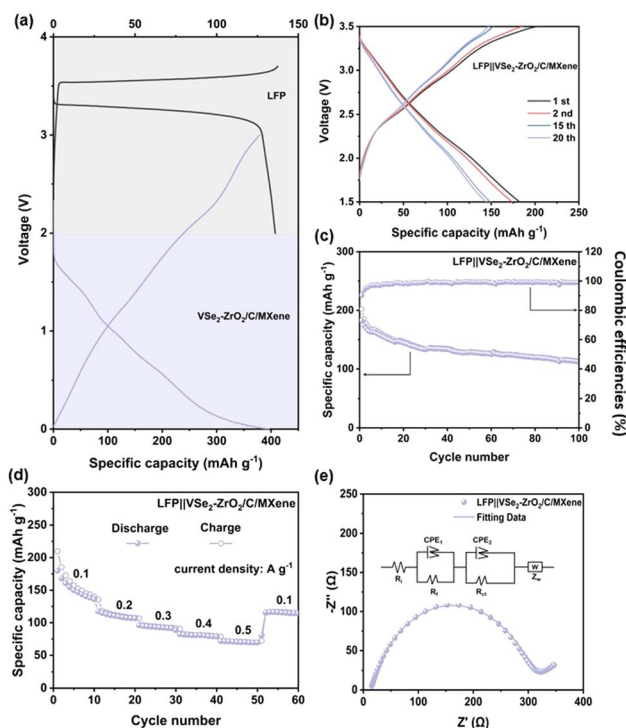 (a)
0 50 100 150
4
3
2
1
0
Voltage (V)
LFP
VSe₂-ZrO₂/C/MXene
0 100 200 300 400
Specific capacity (mAh g⁻¹)
(b)
3.5
3.0
2.5
2.0
1.5
Voltage (V)
LFP||VSe₂-ZrO₂/C/MXene
1 st
2 nd
15 th
20 th
0 50 100 150 200 250
Specific capacity (mAh g⁻¹)
(c)
300
250
200
150
100
50
0
Specific capacity (mAh g⁻¹)
LFP||VSe₂-ZrO₂/C/MXene
120
100
80
60
40
20
0
Coulombic efficiencies (%)
0 20 40 60 80 100
Cycle number
(d)
300
250
200
150
100
50
0
Specific capacity (mAh g⁻¹)
LFP||VSe₂-ZrO₂/C/MXene
Discharge Charge
current density: A g⁻¹
0.1
0.2
0.3
0.4
0.5
0.1
0 10 20 30 40 50 60
Cycle number
(e)
250
200
150
100
50
0
-Z'' (Ω)
LFP||VSe₂-ZrO₂/C/MXene
Fitting Data
CPE₁ CPE₂
W
Zw
0 50 100 150 200 250 300 350 400
Z' (Ω)